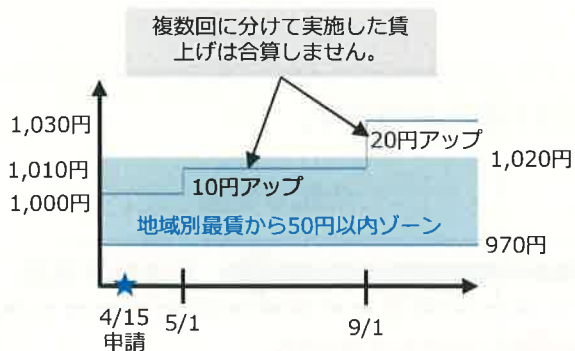 複数回に分けて実施した賃
上げは合算しません。
1,030円
20円アップ
1,010円
1,020円
10円アップ
1,000円
地域別最賃から50円以内ゾーン
970円
4/15
申請
5/1
9/1